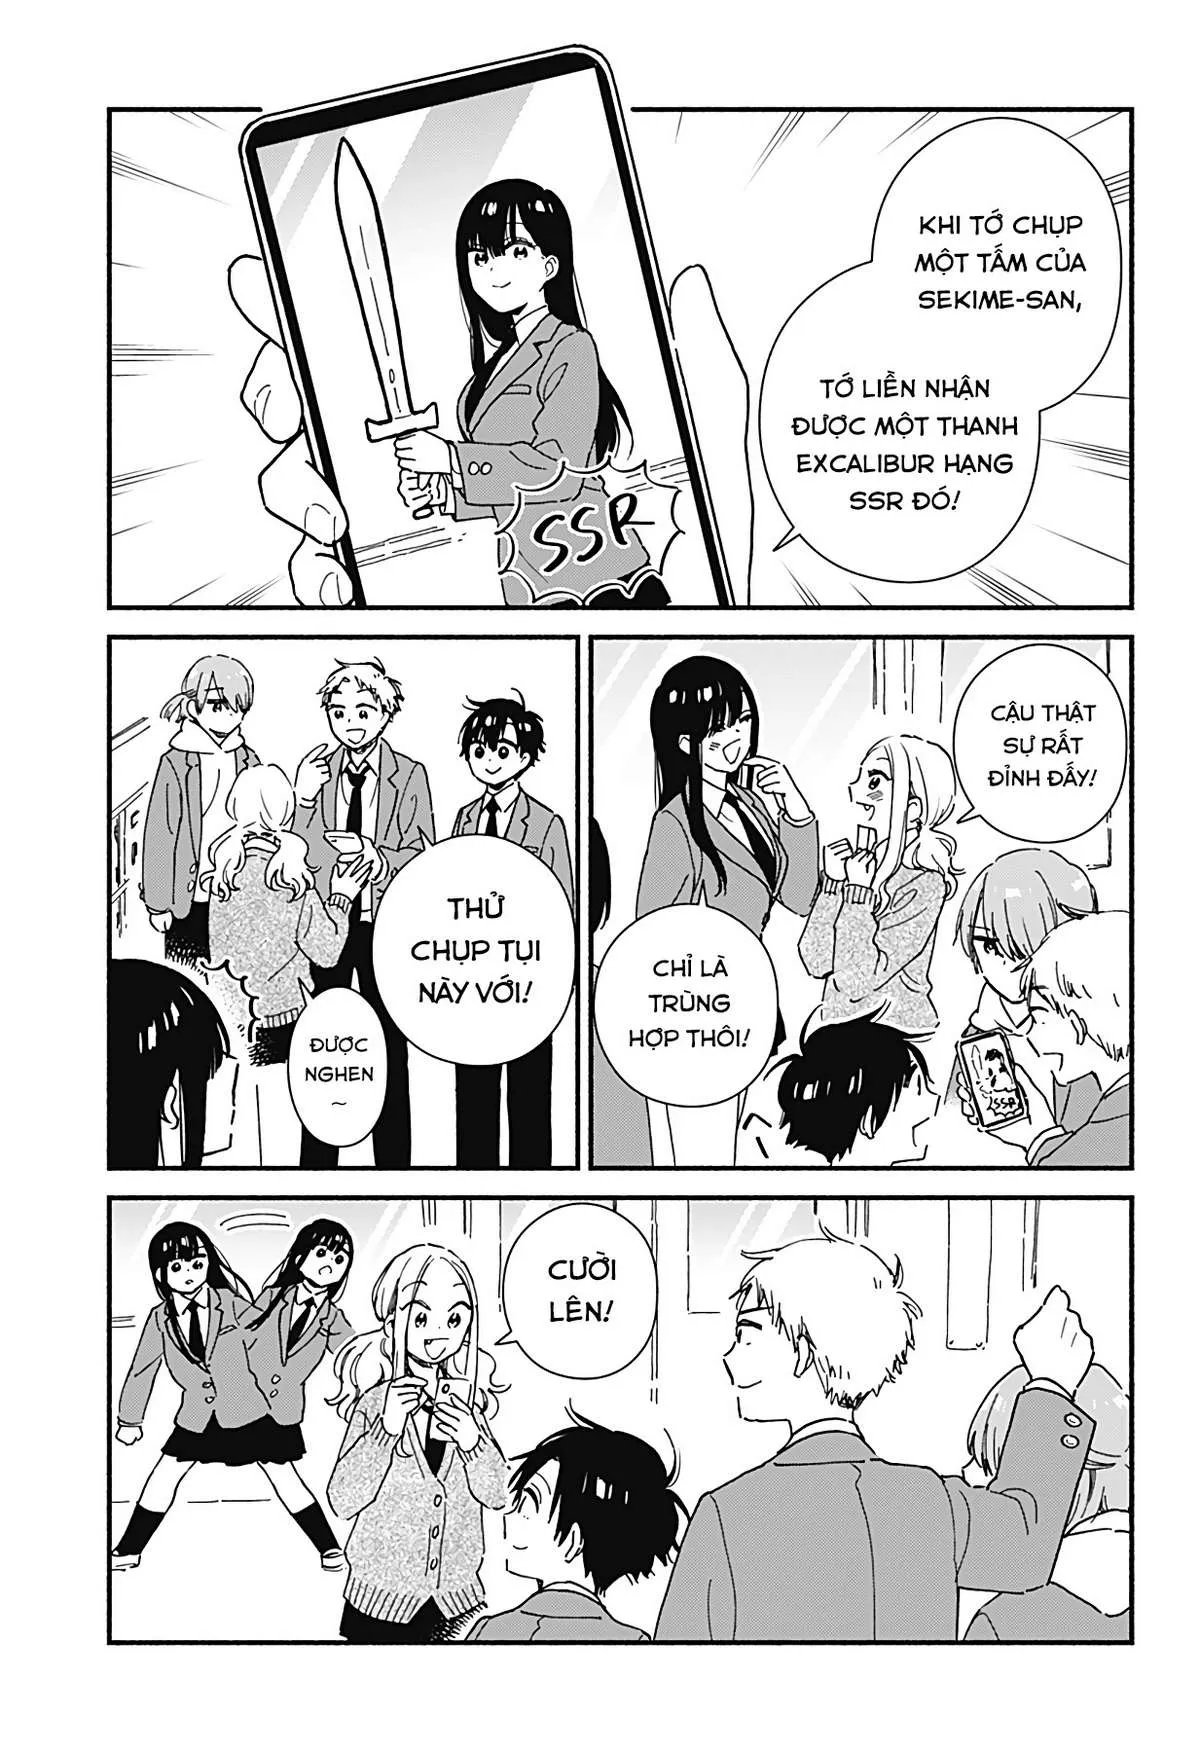 KHI TỚ CHỤP
MỘT TẤM CỦA
SEKIME-SAN,
TỚ LIỀN NHẬN
ĐƯỢC MỘT THANH
EXCALIBUR HẠNG
SSR ĐÓ!
SSR
CẬU THẬT
SỰ RẤT
ĐỈNH ĐẤY!
CHỈ LÀ
TRÙNG
HỢP THÔI!
SSR
THỬ
CHỤP TỤI
NÀY VỚI!
ĐƯỢC
NGHEN
~
CƯỜI
LÊN!